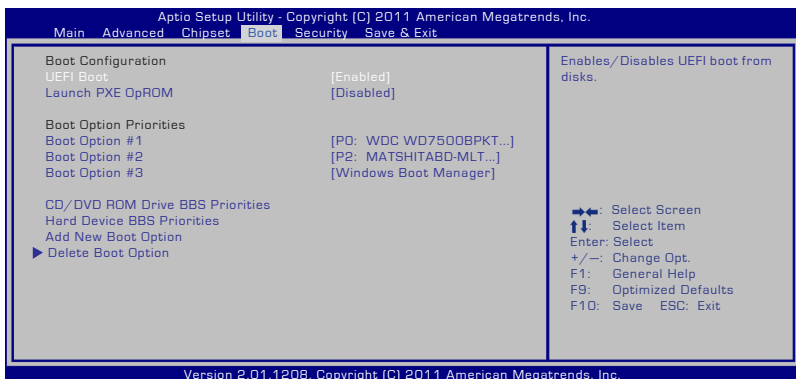 Aptio Setup Utility - Copyright (C) 2011 American Megatrends, Inc.
Main Advanced Chipset Boot Security Save & Exit
Boot Configuration
UEFI Boot [Enabled]
Launch PXE OpROM [Disabled]
Boot Option Priorities
Boot Option #1 [P0: WDC WD7500BPKT...]
Boot Option #2 [P2: MATSHITABD-MLT...]
Boot Option #3 [Windows Boot Manager]
CD/DVD ROM Drive BBS Priorities
Hard Device BBS Priorities
Add New Boot Option
▶ Delete Boot Option
Enables/Disables UEFI boot from
disks.
➡⬅: Select Screen
⬆⬇: Select Item
Enter: Select
+/—: Change Opt.
F1: General Help
F9: Optimized Defaults
F10: Save ESC: Exit
Version 2.01.1208. Copyright (C) 2011 American Megatrends, Inc.